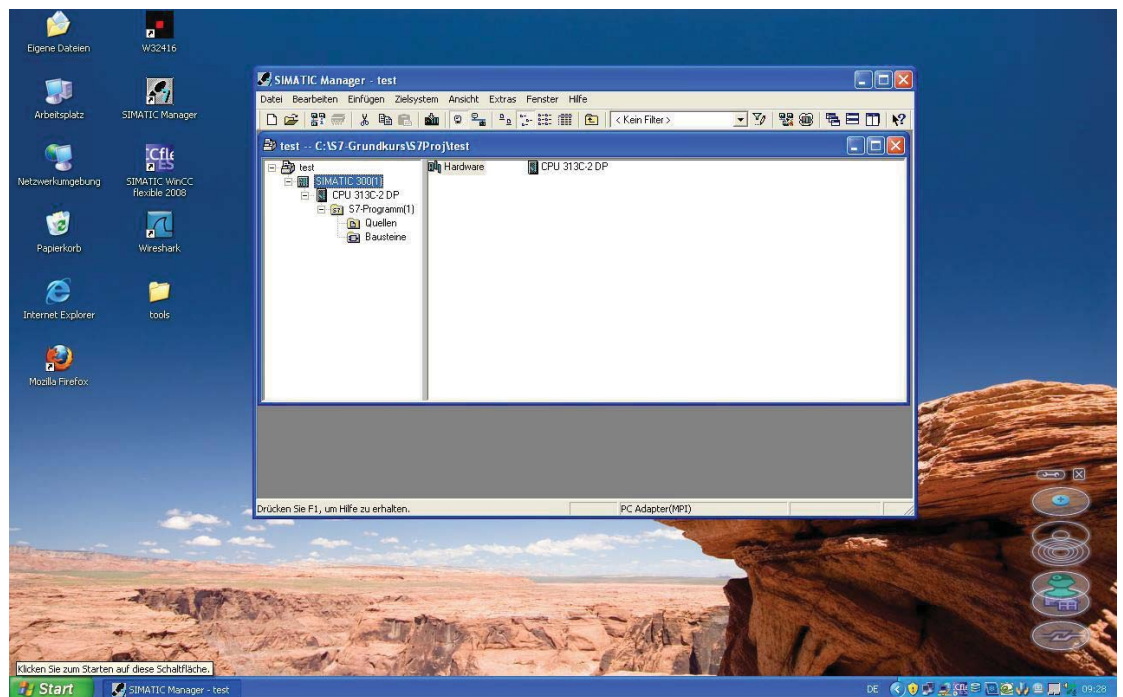 Eigene Dateien
W32416
Arbeitsplatz
SIMATIC Manager
Netzwerkumgebung
SIMATIC WinCC
flexible 2008
Papierkorb
Wireshark
Internet Explorer
tools
Mozilla Firefox
SIMATIC Manager - test
Datei Bearbeiten Einfügen Zielsystem Ansicht Extras Fenster Hilfe
< Kein Filter >
test -- C:\S7-Grundkurs\S7Proj\test
test
SIMATIC 300(1)
CPU 313C-2 DP
S7-Programm(1)
Quellen
Bausteine
Hardware
CPU 313C-2 DP
Drücken Sie F1, um Hilfe zu erhalten.
PC Adapter(MPI)
Klicken Sie zum Starten auf diese Schaltfläche.
Start
SIMATIC Manager - test
DE
09:28